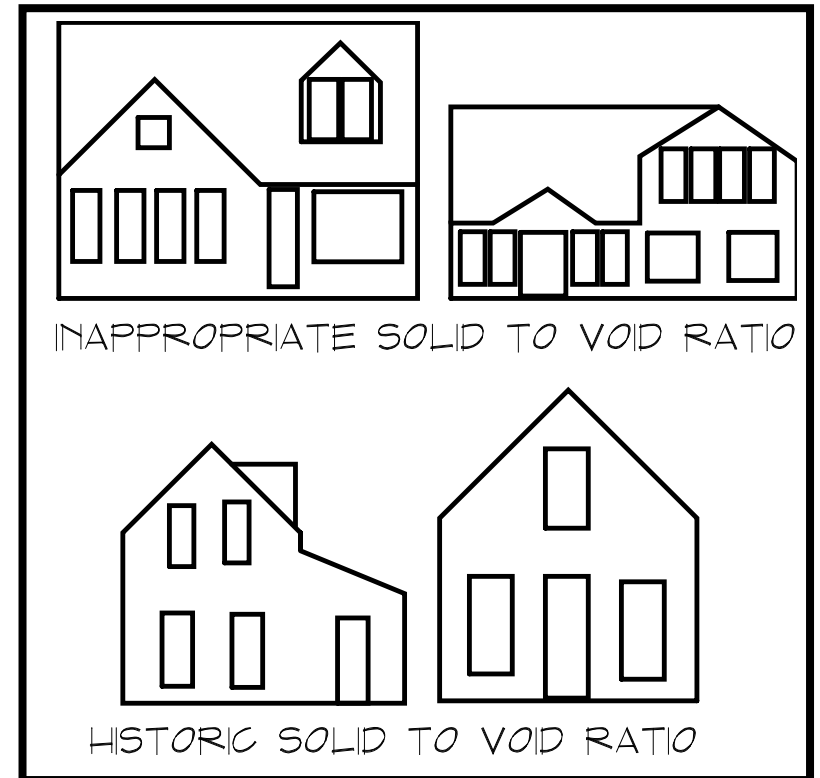 INAPPROPRIATE SOLID TO VOID RATIO
HISTORIC SOLID TO VOID RATIO